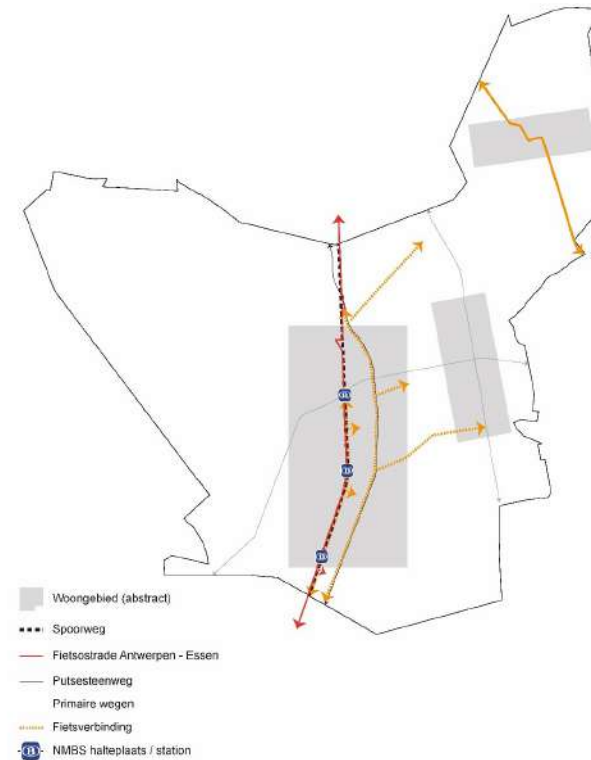 B
B
B
Woongebied (abstract)
Spoorweg
Fietsostrade Antwerpen - Essen
Putsesteenweg
Primaire wegen
Fietsverbinding
B NMBS halteplaats / station